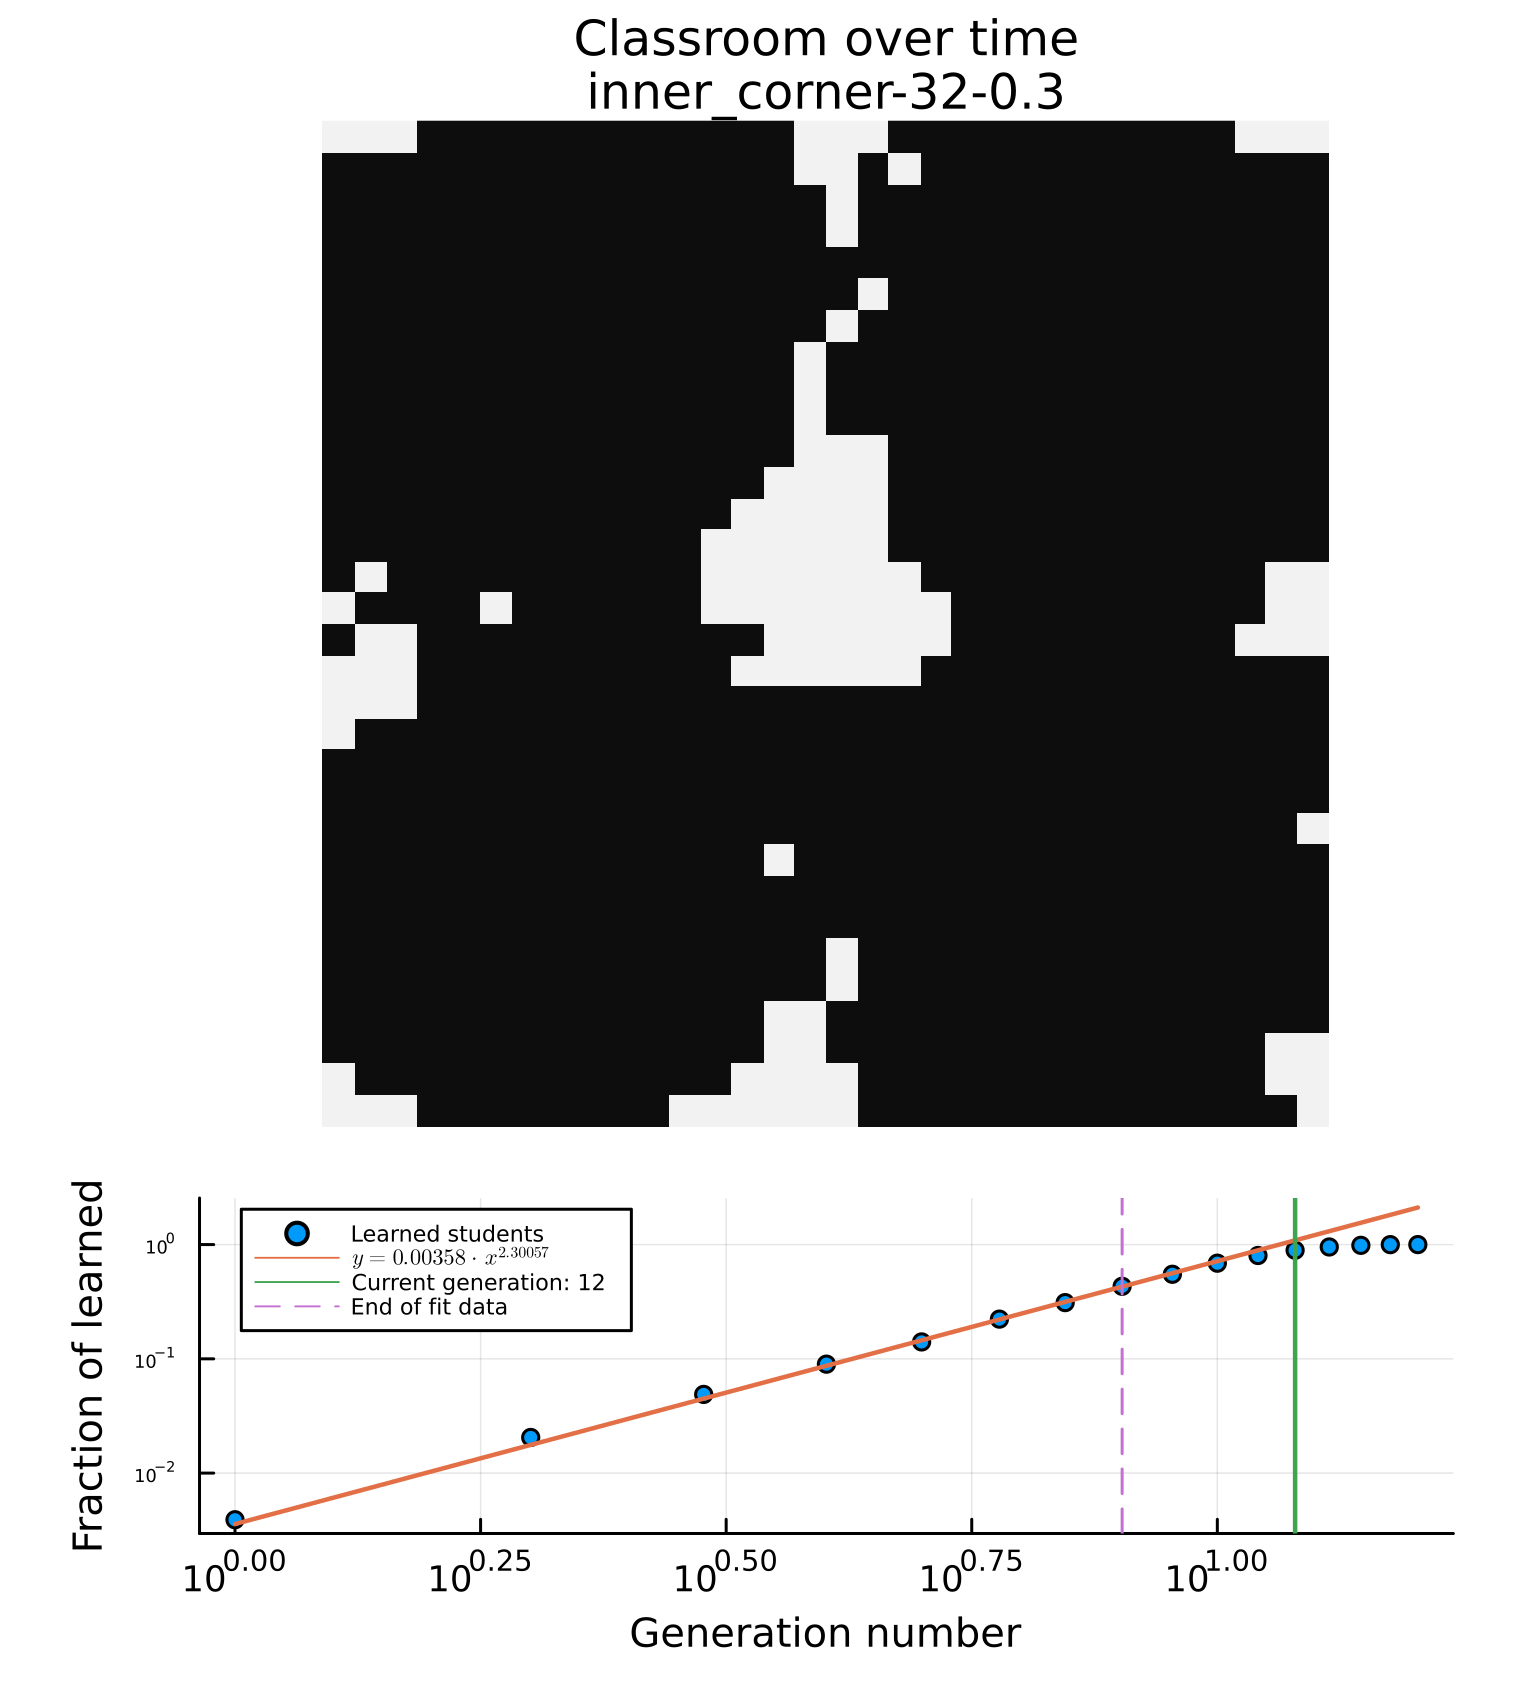 Classroom over time
inner_corner-32-0.3
Fraction of learned
10^0
10^-1
10^-2
Learned students
y = 0.00358 · x^2.30057
Current generation: 12
End of fit data
10^0.00 10^0.25 10^0.50 10^0.75 10^1.00
Generation number